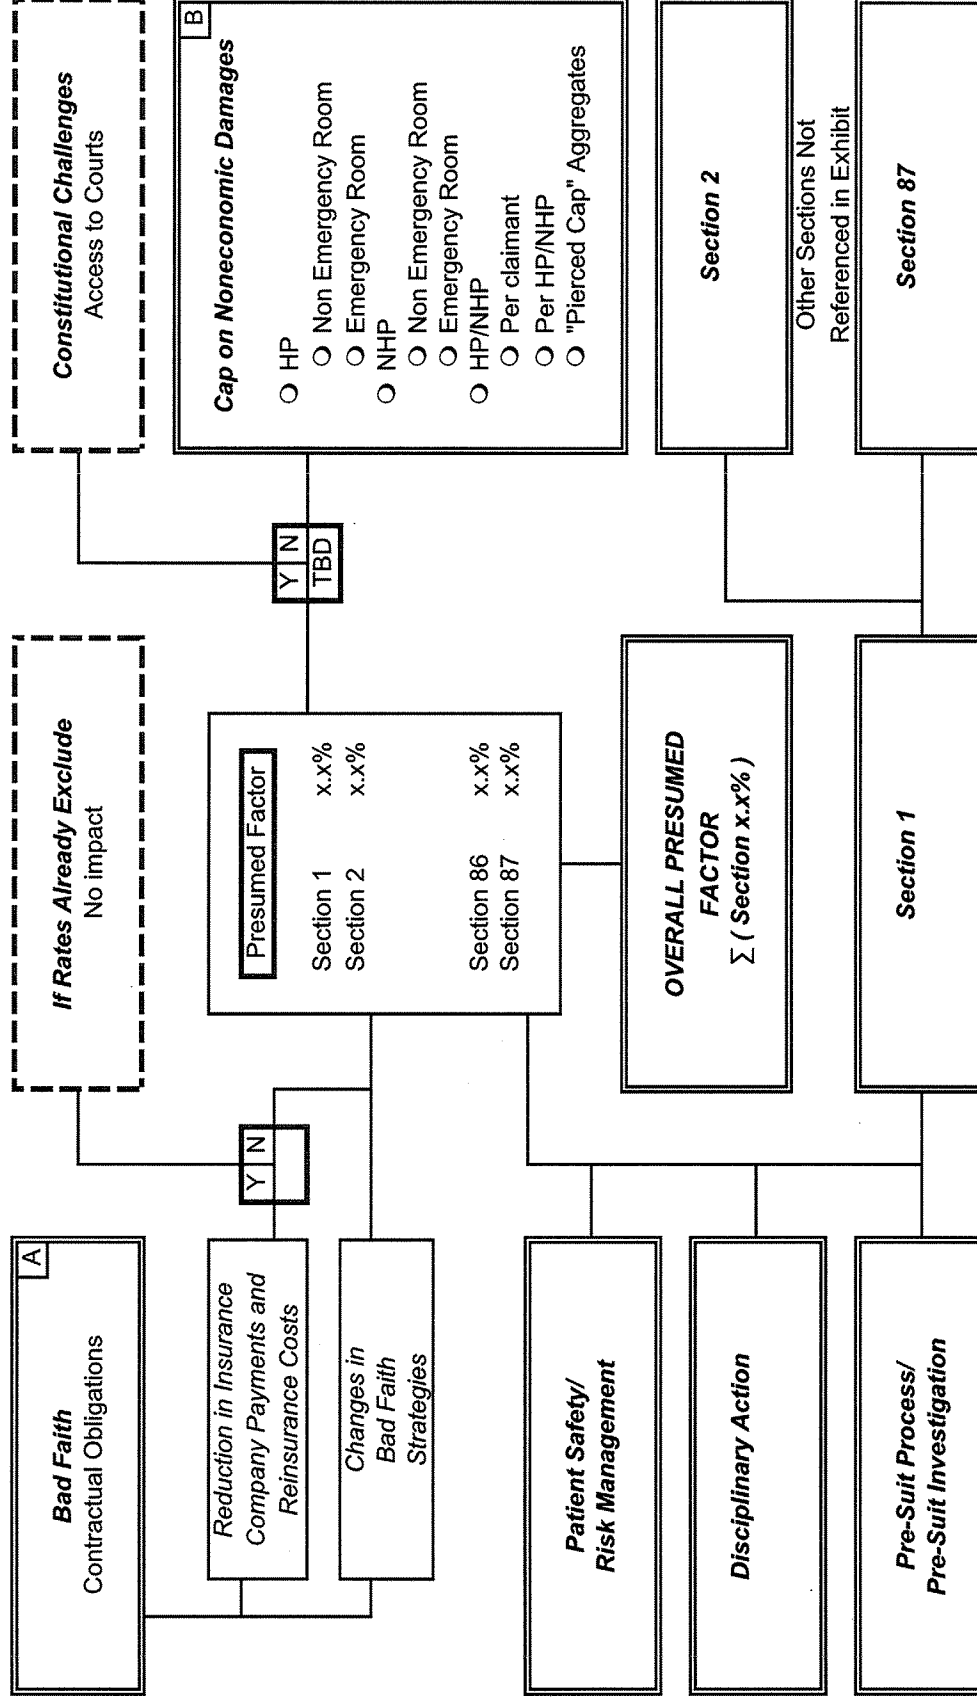 A
Bad Faith
Contractual Obligations
Reduction in Insurance
Company Payments and
Reinsurance Costs
Changes in
Bad Faith
Strategies
Patient Safety/
Risk Management
Disciplinary Action
Pre-Suit Process/
Pre-Suit Investigation
Y N
If Rates Already Exclude
No impact
Presumed Factor
Section 1 x.x%
Section 2 x.x%
Section 86 x.x%
Section 87 x.x%
OVERALL PRESUMED
FACTOR
Σ ( Section x.x% )
Section 1
Y N
TBD
Constitutional Challenges
Access to Courts
B
Cap on Noneconomic Damages
❍ HP
❍ Non Emergency Room
❍ Emergency Room
❍ NHP
❍ Non Emergency Room
❍ Emergency Room
❍ HP/NHP
❍ Per claimant
❍ Per HP/NHP
❍ "Pierced Cap" Aggregates
Section 2
Other Sections Not
Referenced in Exhibit
Section 87